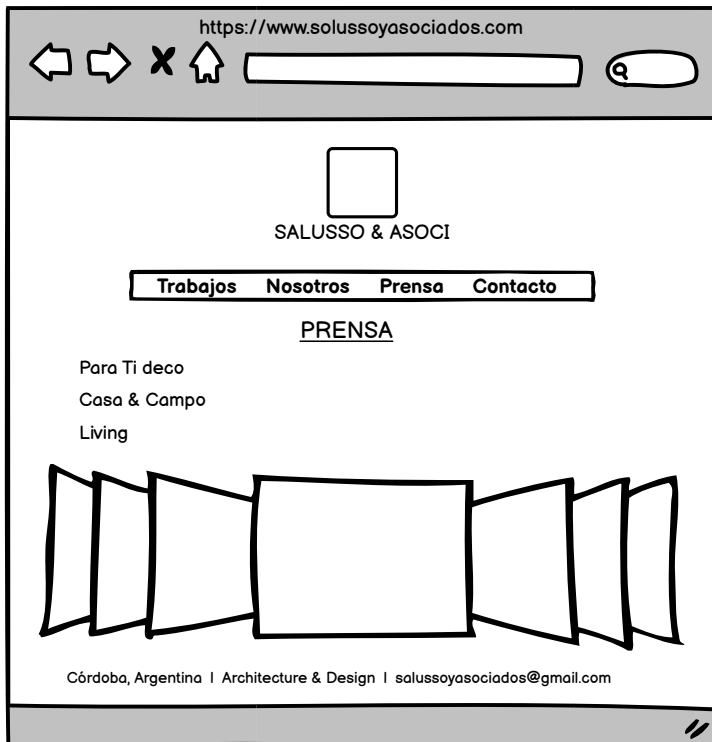 https://www.solussoyasociados.com
SALUSSO & ASOCI
Trabajos Nosotros Prensa Contacto
PRENSA
Para Ti deco
Casa & Campo
Living
Córdoba, Argentina I Architecture & Design I salussoyasociados@gmail.com